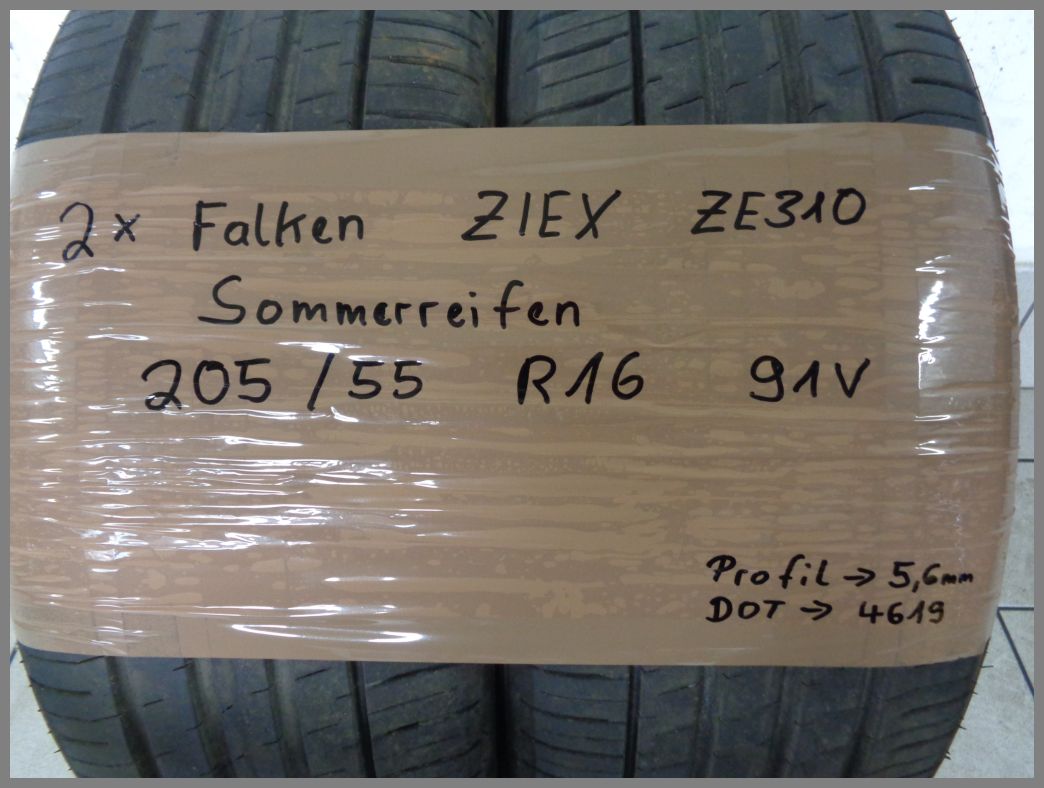 2x Falken ZIEX ZE310
Sommerreifen
205/55 R16 91V
Profil → 5,6mm
DOT → 4619